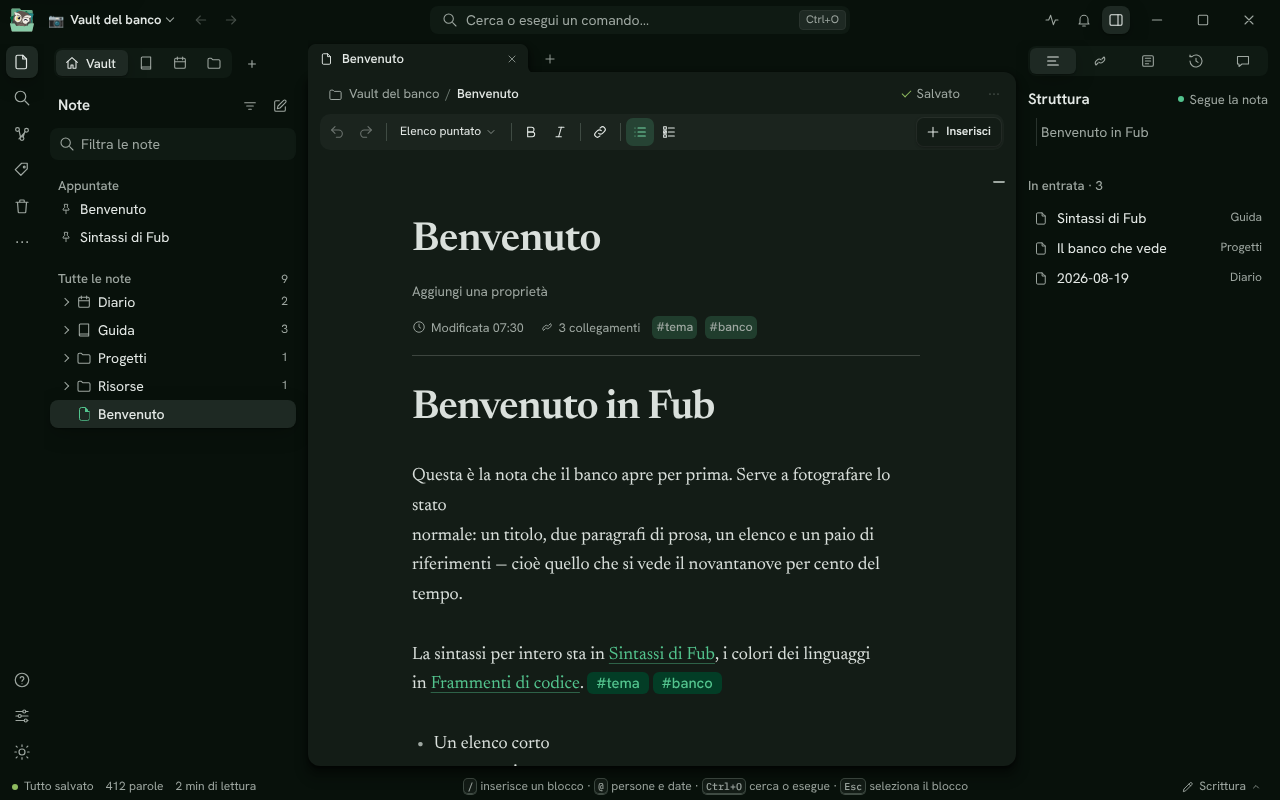 Vault del banco
Cerca o esegui un comando...
Ctrl+O
Vault
Note
Filtra le note
Appuntate
Benvenuto
Sintassi di Fub
Tutte le note 9
Diario 2
Guida 3
Progetti 1
Risorse 1
Benvenuto
Benvenuto
Vault del banco / Benvenuto
Salvato
Elenco puntato
B I
Inserisci
Benvenuto
Aggiungi una proprietà
Modificata 07:30 3 collegamenti #tema #banco
Benvenuto in Fub
Questa è la nota che il banco apre per prima. Serve a fotografare lo
stato
normale: un titolo, due paragrafi di prosa, un elenco e un paio di
riferimenti — cioè quello che si vede il novantanove per cento del
tempo.
La sintassi per intero sta in Sintassi di Fub, i colori dei linguaggi
in Frammenti di codice. #tema #banco
• Un elenco corto
Struttura
Segue la nota
Benvenuto in Fub
In entrata · 3
Sintassi di Fub Guida
Il banco che vede Progetti
2026-08-19 Diario
Tutto salvato 412 parole 2 min di lettura
/ inserisce un blocco · @ persone e date · Ctrl+O cerca o esegue · Esc seleziona il blocco
Scrittura